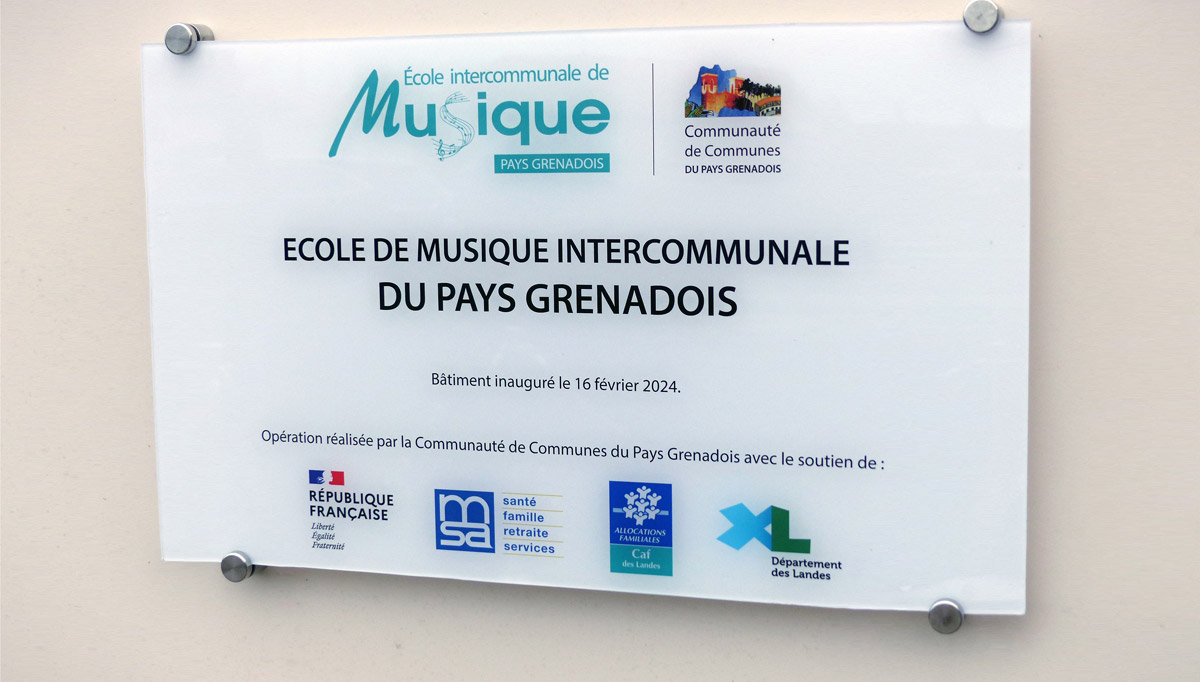 École intercommunale de
Musique
PAYS GRENADOIS
Communauté
de Communes
DU PAYS GRENADOIS
ECOLE DE MUSIQUE INTERCOMMUNALE
DU PAYS GRENADOIS
Bâtiment inauguré le 16 février 2024.
Opération réalisée par la Communauté de Communes du Pays Grenadois avec le soutien de :
RÉPUBLIQUE
FRANÇAISE
Liberté
Égalité
Fraternité
msa
santé
famille
retraite
services
ALLOCATIONS
FAMILIALES
Caf
des Landes
XL
Département
des Landes